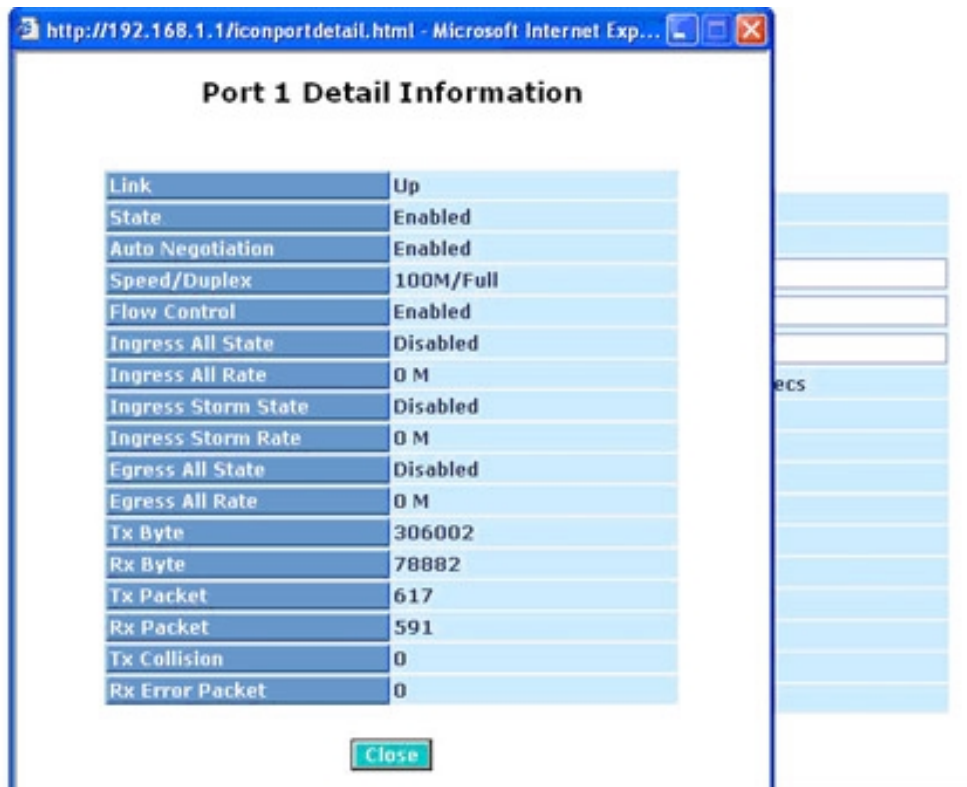 http://192.168.1.1/iconportdetail.html - Microsoft Internet Exp...
Port 1 Detail Information
Link Up
State Enabled
Auto Negotiation Enabled
Speed/Duplex 100M/Full
Flow Control Enabled
Ingress All State Disabled
Ingress All Rate 0 M
Ingress Storm State Disabled
Ingress Storm Rate 0 M
Egress All State Disabled
Egress All Rate 0 M
Tx Byte 306002
Rx Byte 78882
Tx Packet 617
Rx Packet 591
Tx Collision 0
Rx Error Packet 0
Close
ecs